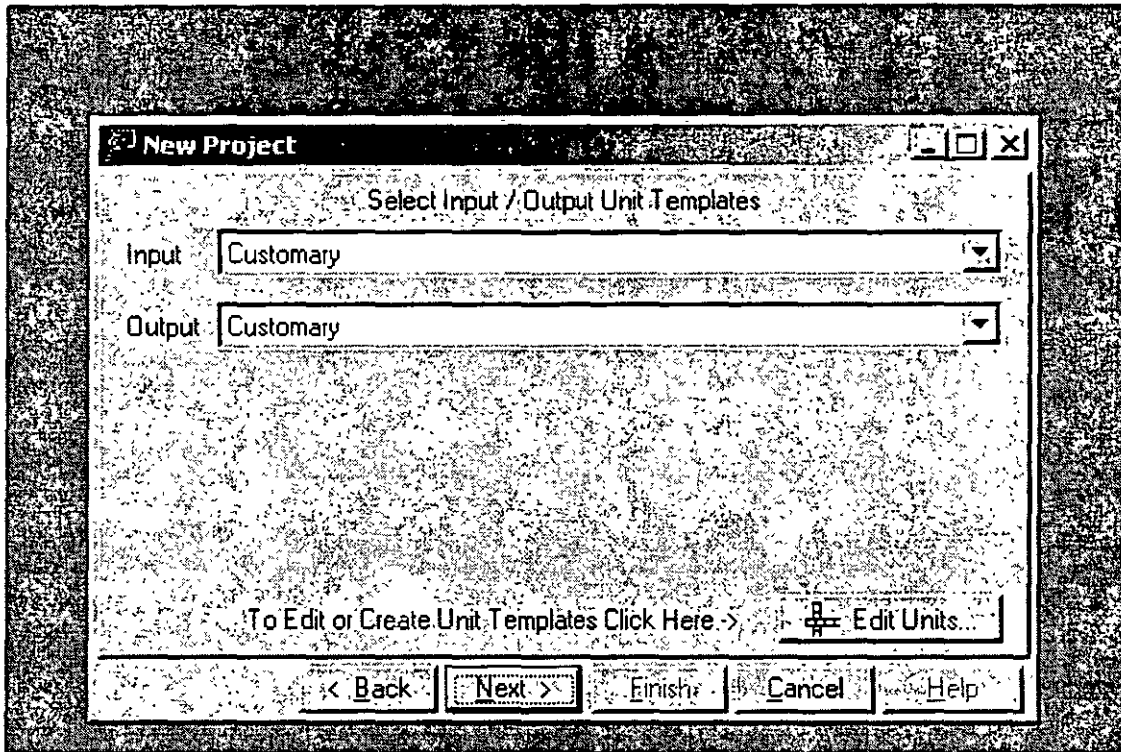 New Project
Select Input / Output Unit Templates
Input Customary
Output Customary
To Edit or Create Unit Templates Click Here -> Edit Units...
< Back Next > Finish Cancel Help